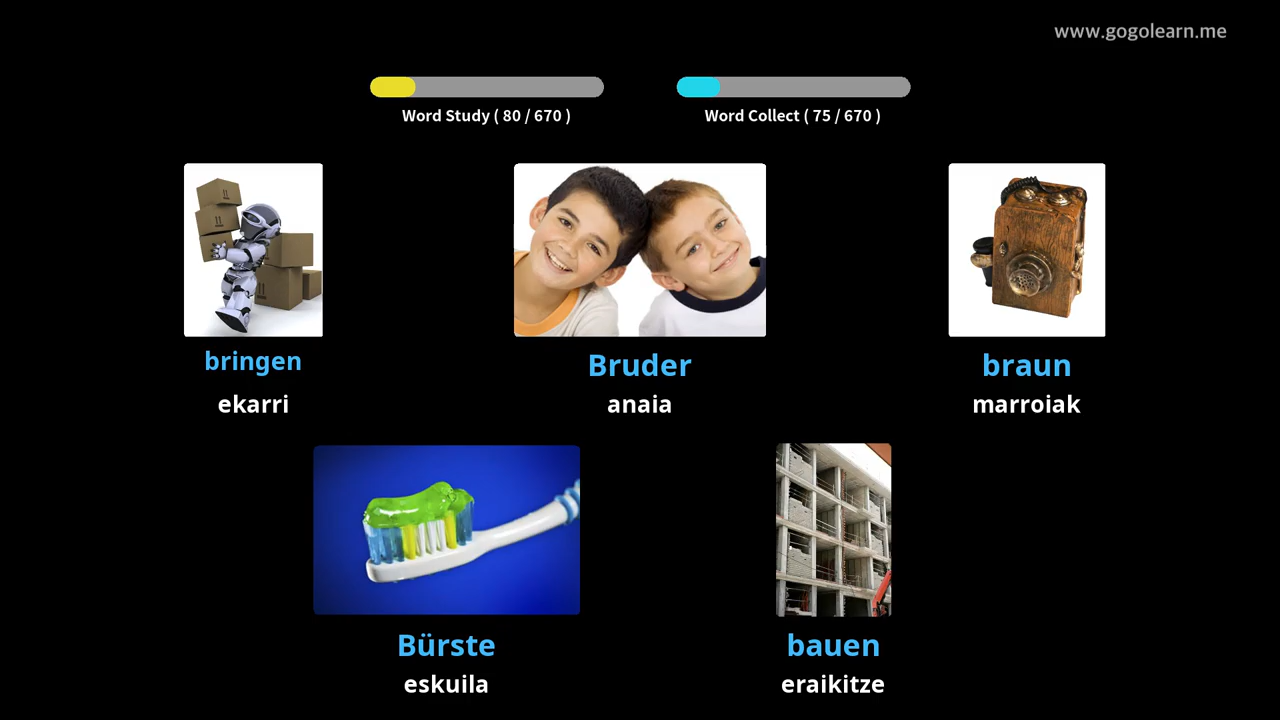 www.gogolearn.me
Word Study ( 80 / 670 )
Word Collect ( 75 / 670 )
bringen
ekarri
Bruder
anaia
braun
marroiak
Bürste
eskuila
bauen
eraikitze